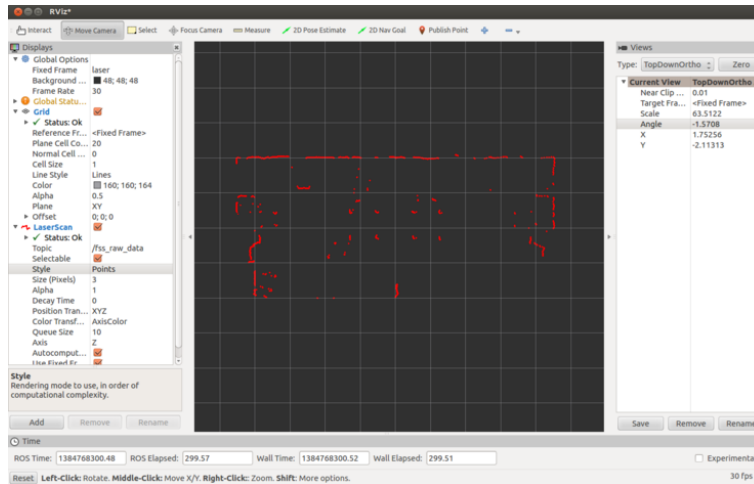 RViz*
Interact Move Camera Select Focus Camera Measure 2D Pose Estimate 2D Nav Goal Publish Point
Displays
Global Options
Fixed Frame laser
Background ... 48; 48; 48
Frame Rate 30
Global Statu...
Grid
Status: Ok
Reference Fr... <Fixed Frame>
Plane Cell Co... 20
Normal Cell ... 0
Cell Size 1
Line Style Lines
Color 160; 160; 164
Alpha 0.5
Plane XY
Offset 0; 0; 0
LaserScan
Status: Ok
Topic /fss_raw_data
Selectable
Style Points
Size (Pixels) 3
Alpha 1
Decay Time 0
Position Tran... XYZ
Color Transf... AxisColor
Queue Size 10
Axis Z
Autocomput...
Use Fixed Fr...
Style
Rendering mode to use, in order of
computational complexity.
Add Remove Rename
Views
Type: TopDownOrtho Zero
Current View TopDownOrtho
Near Clip ... 0.01
Target Fra... <Fixed Frame>
Scale 63.5122
Angle -1.5708
X 1.75256
Y -2.11313
Save Remove Rename
Time
ROS Time: 1384768300.48 ROS Elapsed: 299.57 Wall Time: 1384768300.52 Wall Elapsed: 299.51 Experimenta
Reset Left-Click: Rotate. Middle-Click: Move X/Y. Right-Click:: Zoom. Shift: More options. 30 fps